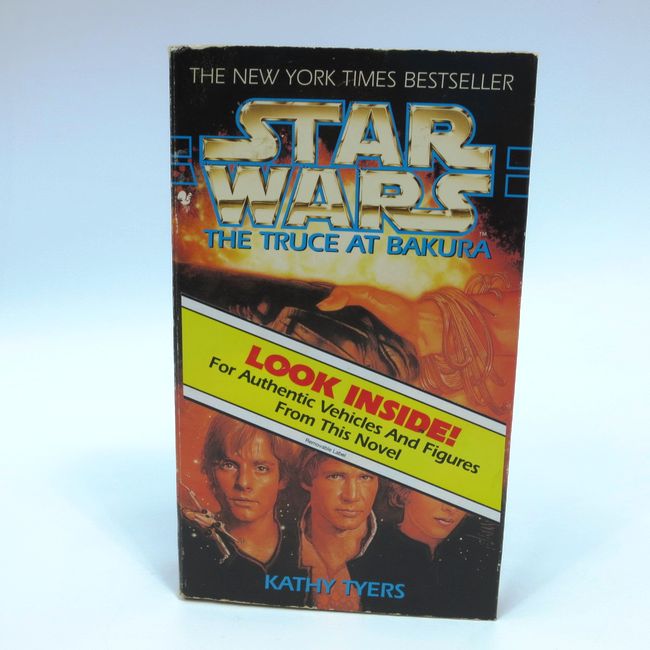 THE NEW YORK TIMES BESTSELLER
STAR
WARS™
THE TRUCE AT BAKURA
LOOK INSIDE!
For Authentic Vehicles And Figures
From This Novel
Removable Label
KATHY TYERS